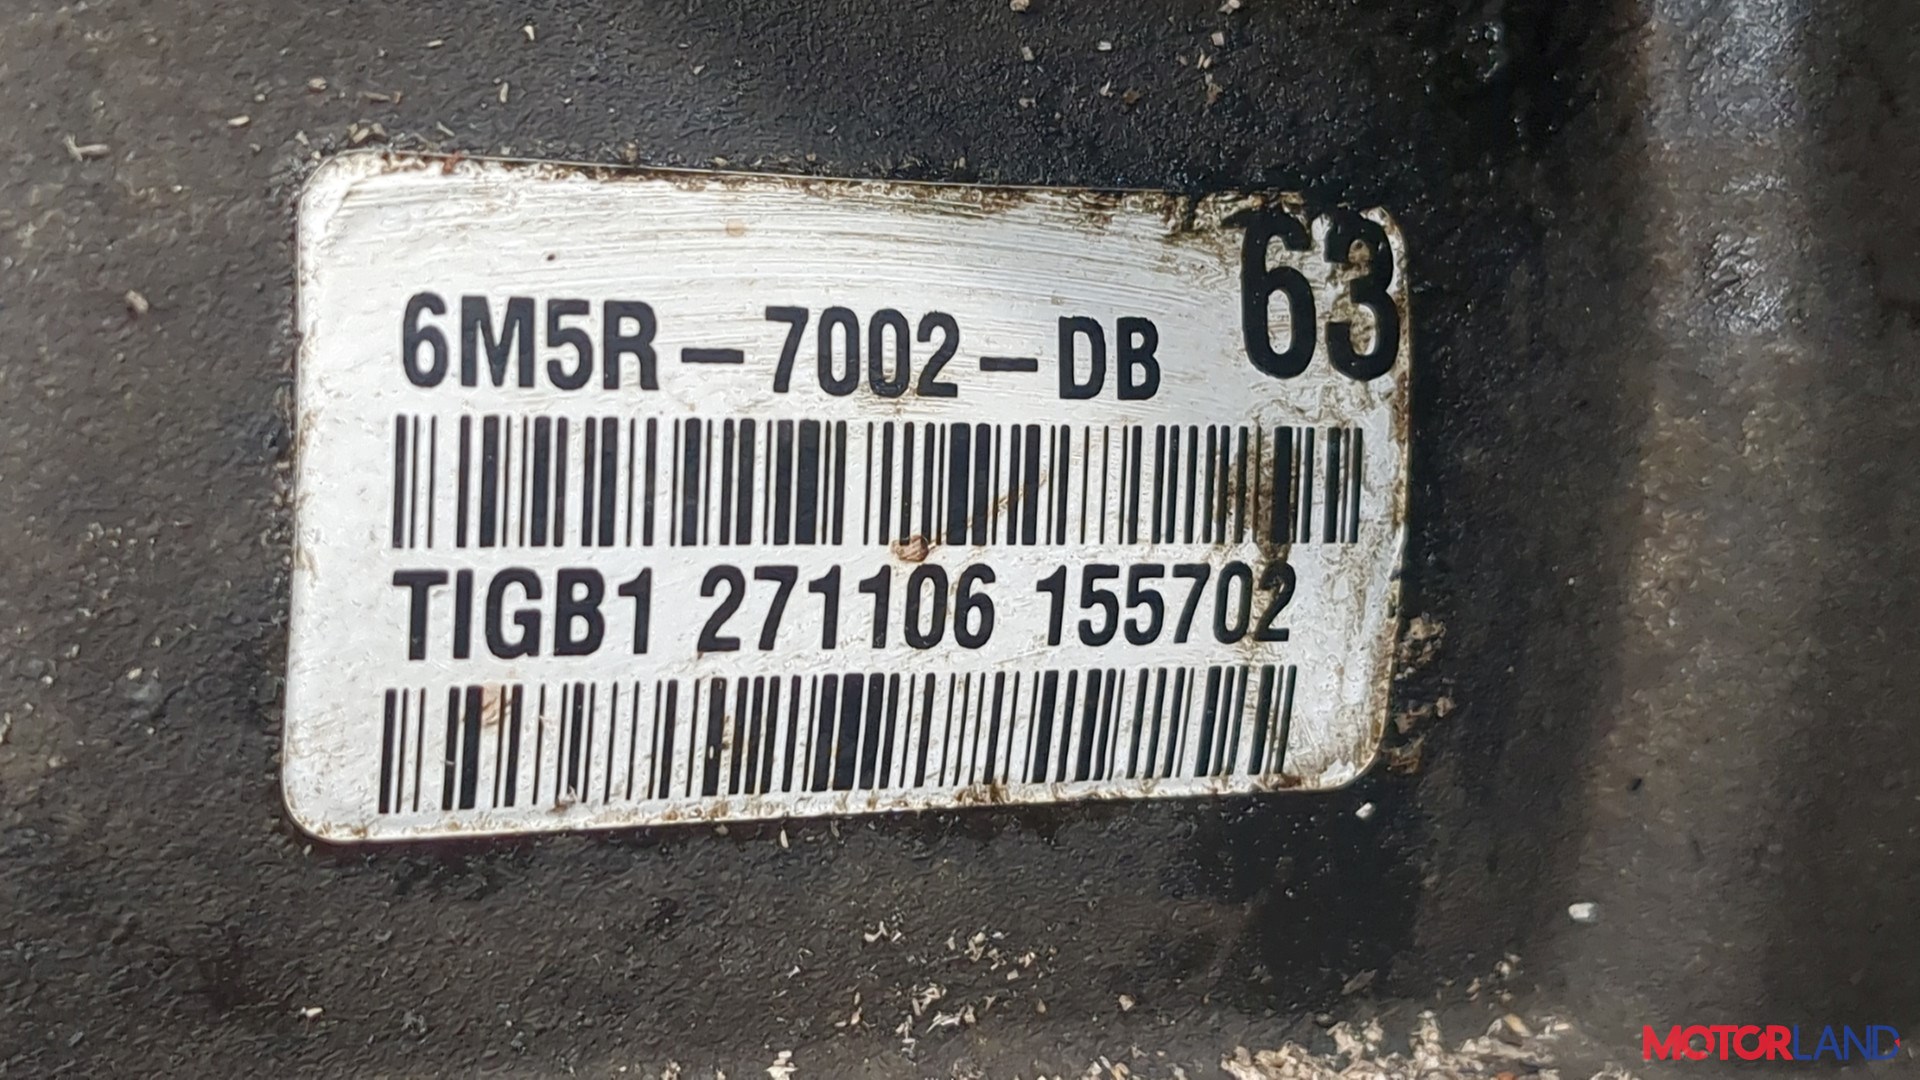 63
6M5R-7002-DB
TIGB1 271106 155702
MOTORLAND